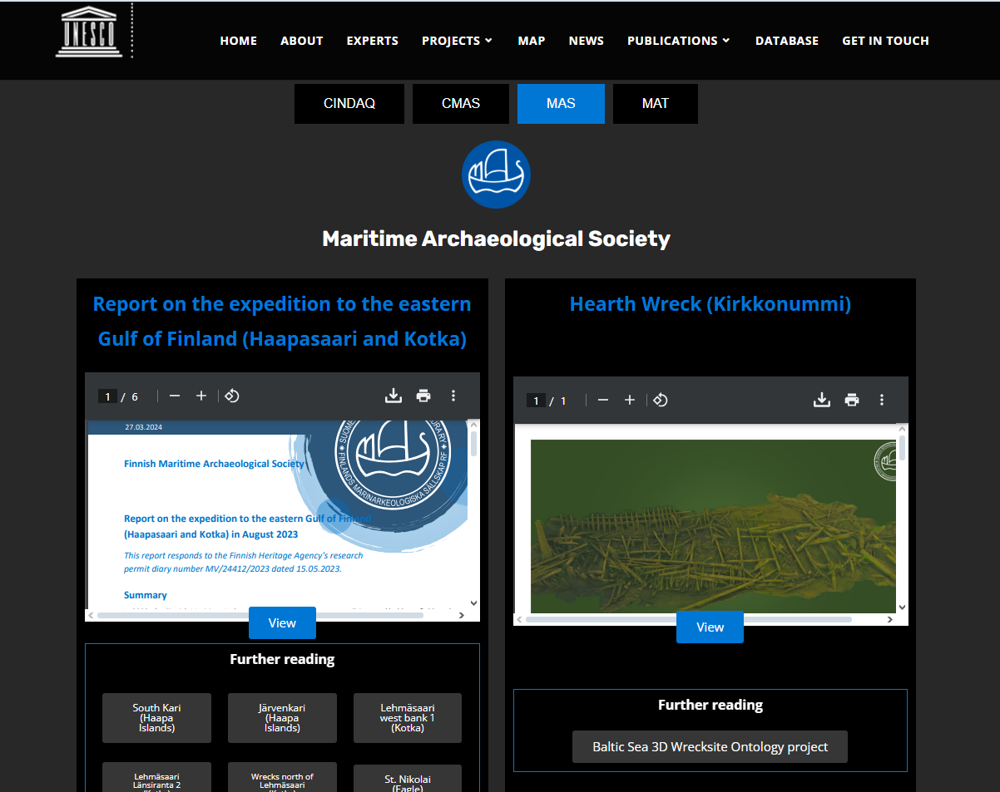 UNESCO
HOME ABOUT EXPERTS PROJECTS MAP NEWS PUBLICATIONS DATABASE GET IN TOUCH
CINDAQ CMAS MAS MAT
mas
Maritime Archaeological Society
Report on the expedition to the eastern
Gulf of Finland (Haapasaari and Kotka)
1 / 6
27.03.2024
FINLANDS MARINARKEOLOGISKA SÄLLSKAP RF
Finnish Maritime Archaeological Society
Report on the expedition to the eastern Gulf of Finland
(Haapasaari and Kotka) in August 2023
This report responds to the Finnish Heritage Agency's research
permit diary number MV/24412/2023 dated 15.05.2023.
Summary
View
Further reading
South Kari
(Haapa
Islands)
Järvenkari
(Haapa
Islands)
Lehmäsaari
west bank 1
(Kotka)
Lehmäsaari
Länsiranta 2
(Kotka)
Wrecks north of
Lehmäsaari
St. Nikolai
(Eagle)
Hearth Wreck (Kirkkonummi)
1 / 1
View
Further reading
Baltic Sea 3D Wrecksite Ontology project